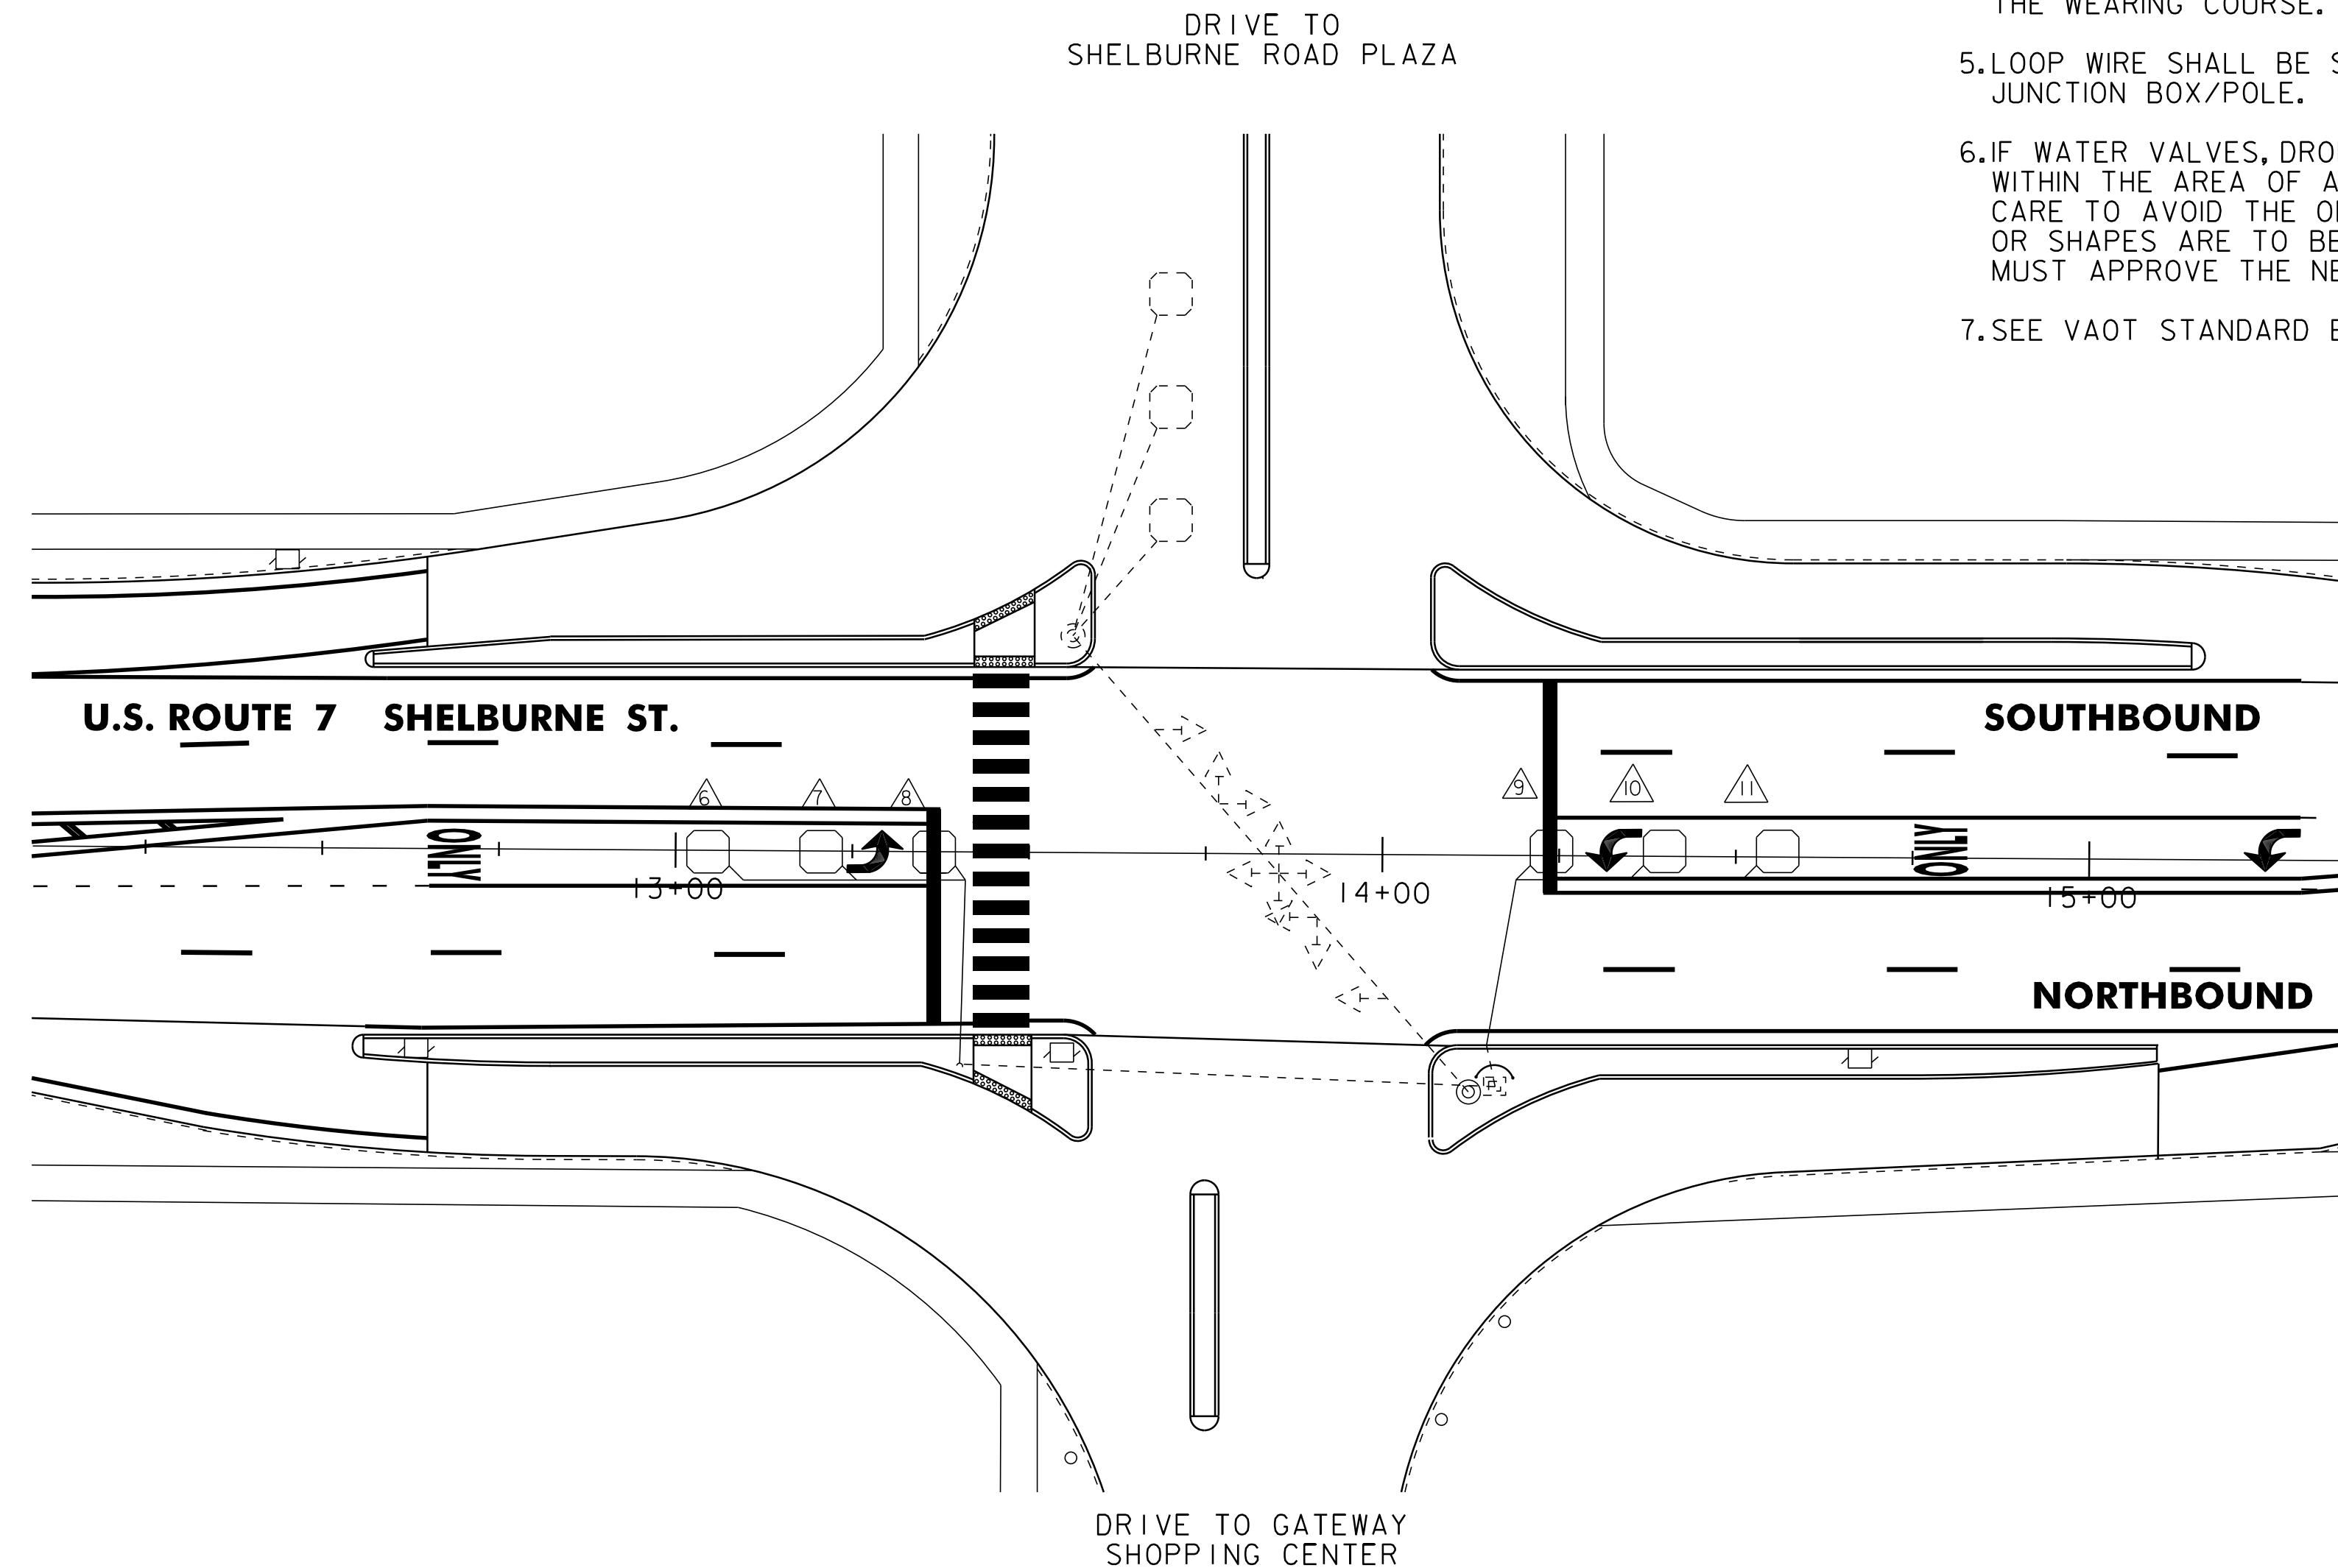 DRIVE TO
SHELBURNE ROAD PLAZA
THE WEARING COURSE.
5. LOOP WIRE SHALL BE
JUNCTION BOX/POLE.
6. IF WATER VALVES, DRO
WITHIN THE AREA OF A
CARE TO AVOID THE
OR SHAPES ARE TO BE
MUST APPROVE THE NE
7. SEE VAOT STANDARD
U.S. ROUTE 7 SHELBURNE ST.
SOUTHBOUND
6 7 8 9 10 11
ONLY
ONLY
13+00
14+00
15+00
NORTHBOUND
DRIVE TO GATEWAY
SHOPPING CENTER